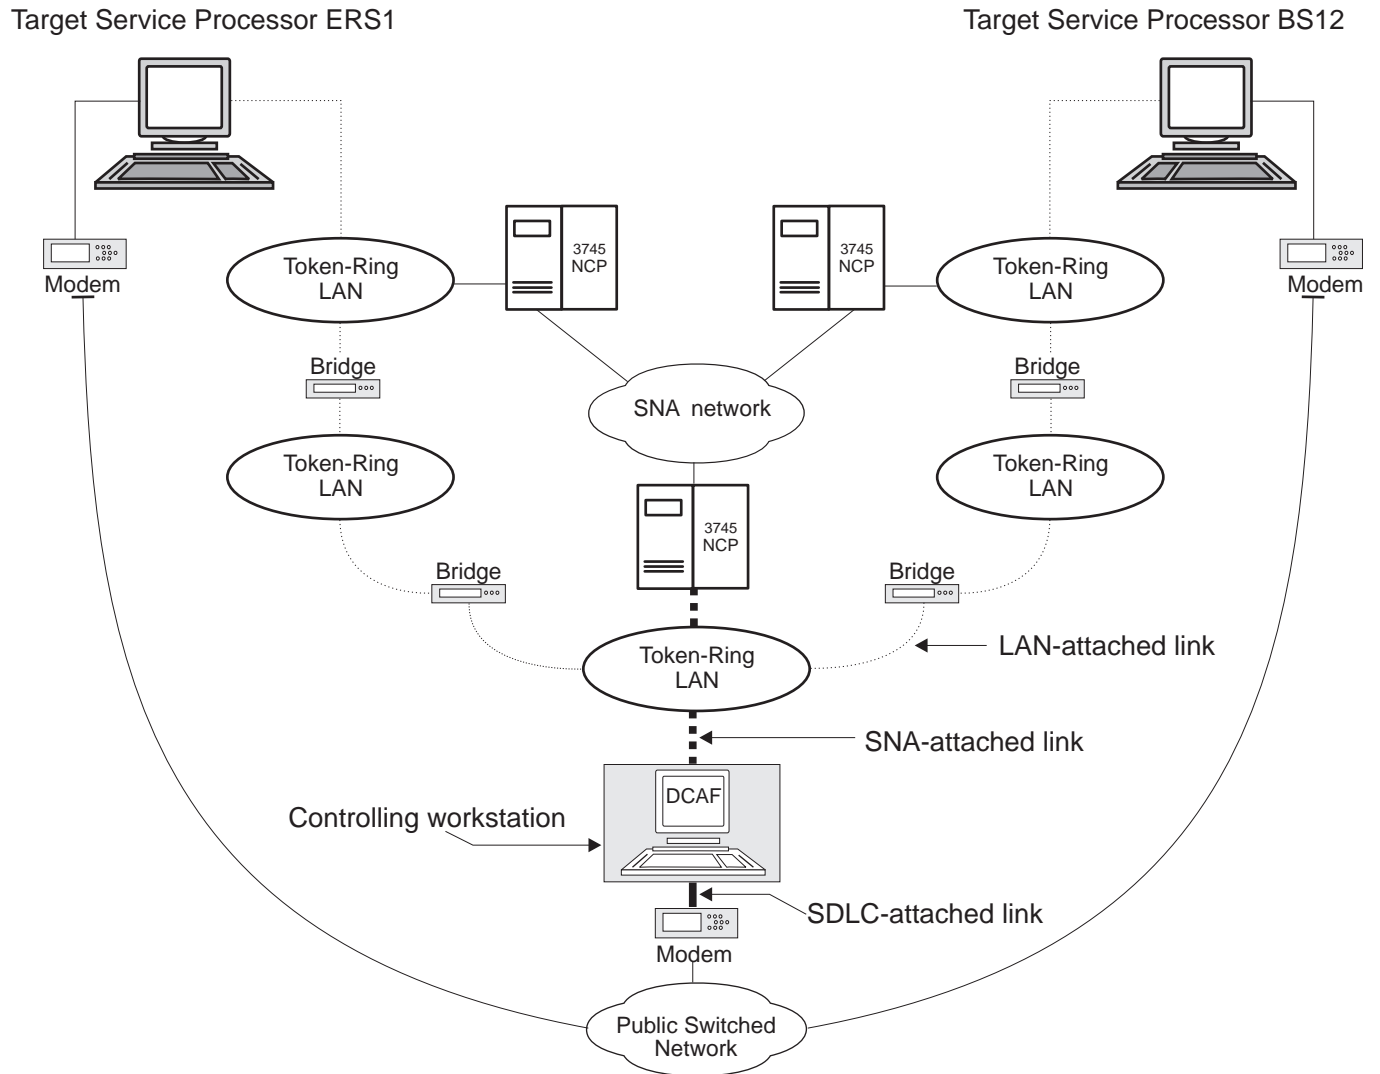 Target Service Processor ERS1
Target Service Processor BS12
3745
NCP
3745
NCP
Token-Ring
LAN
Token-Ring
LAN
Modem
Modem
Bridge
Bridge
SNA network
Token-Ring
LAN
Token-Ring
LAN
3745
NCP
Bridge
Bridge
LAN-attached link
Token-Ring
LAN
SNA-attached link
DCAF
Controlling workstation
SDLC-attached link
Modem
Public Switched
Network